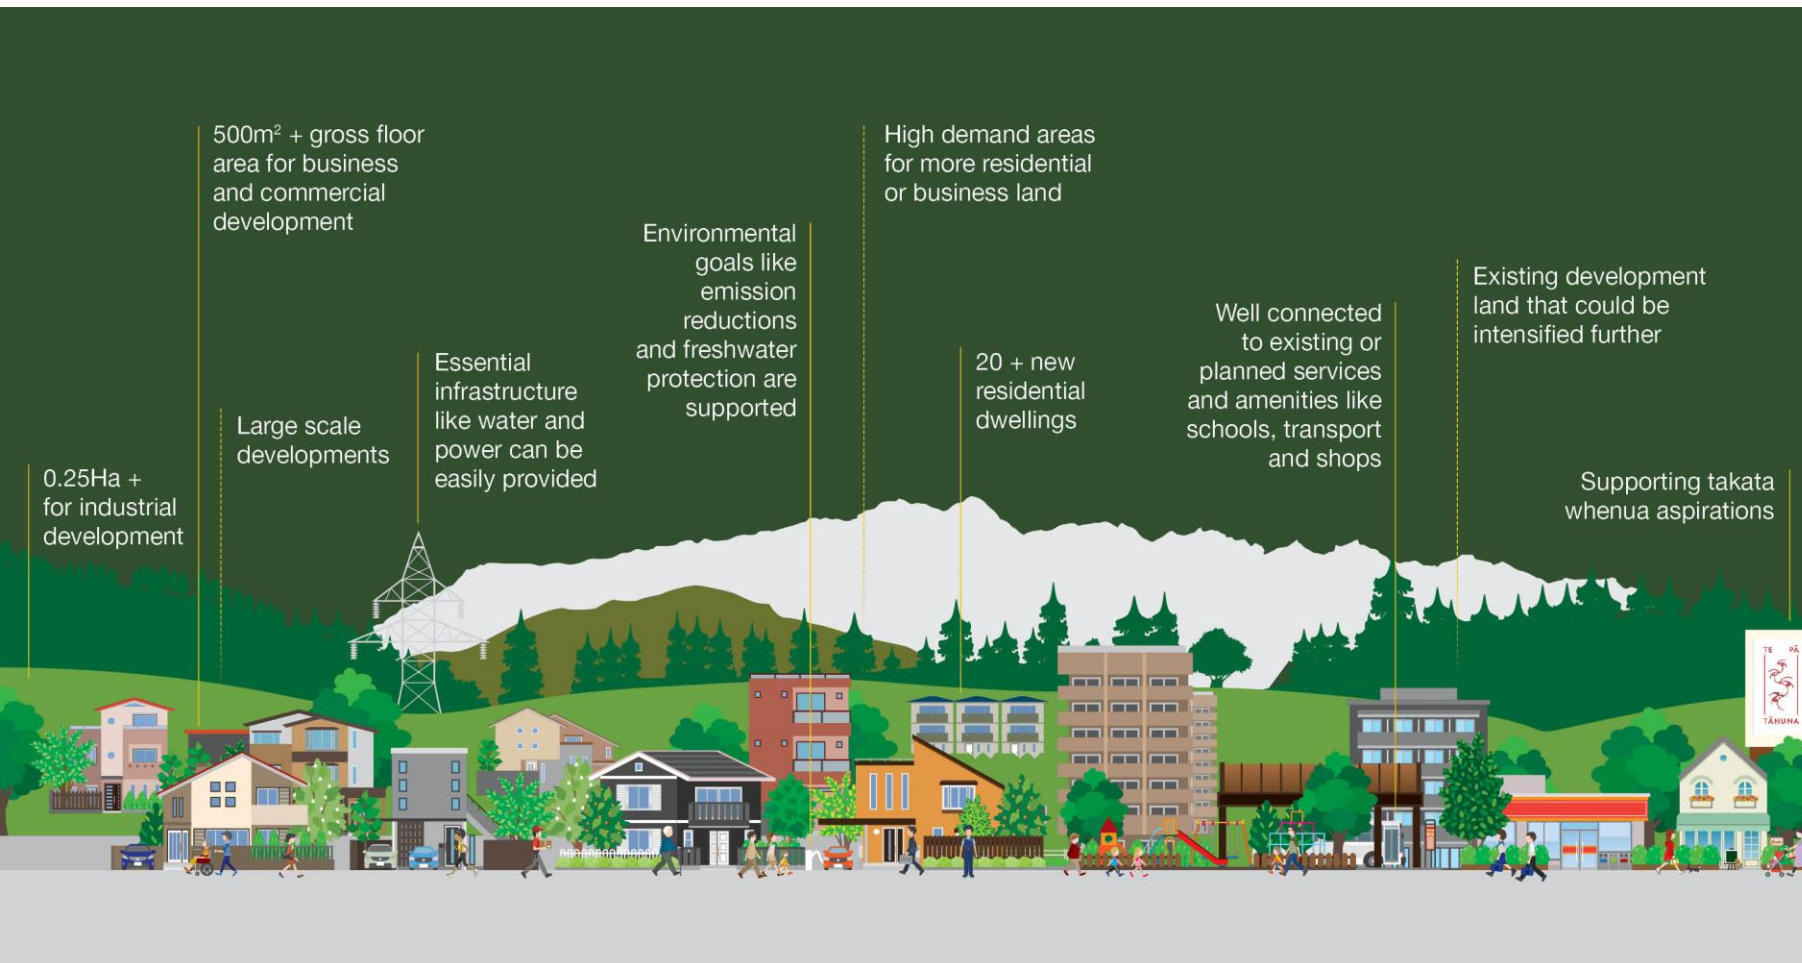 500m² + gross floor
area for business
and commercial
development
High demand areas
for more residential
or business land
Environmental
goals like
emission
reductions
and freshwater
protection are
supported
Existing development
land that could be
intensified further
Well connected
to existing or
planned services
and amenities like
schools, transport
and shops
Essential
infrastructure
like water and
power can be
easily provided
20 + new
residential
dwellings
Large scale
developments
0.25Ha +
for industrial
development
Supporting takata
whenua aspirations
TE PĀ
TĀHUNA